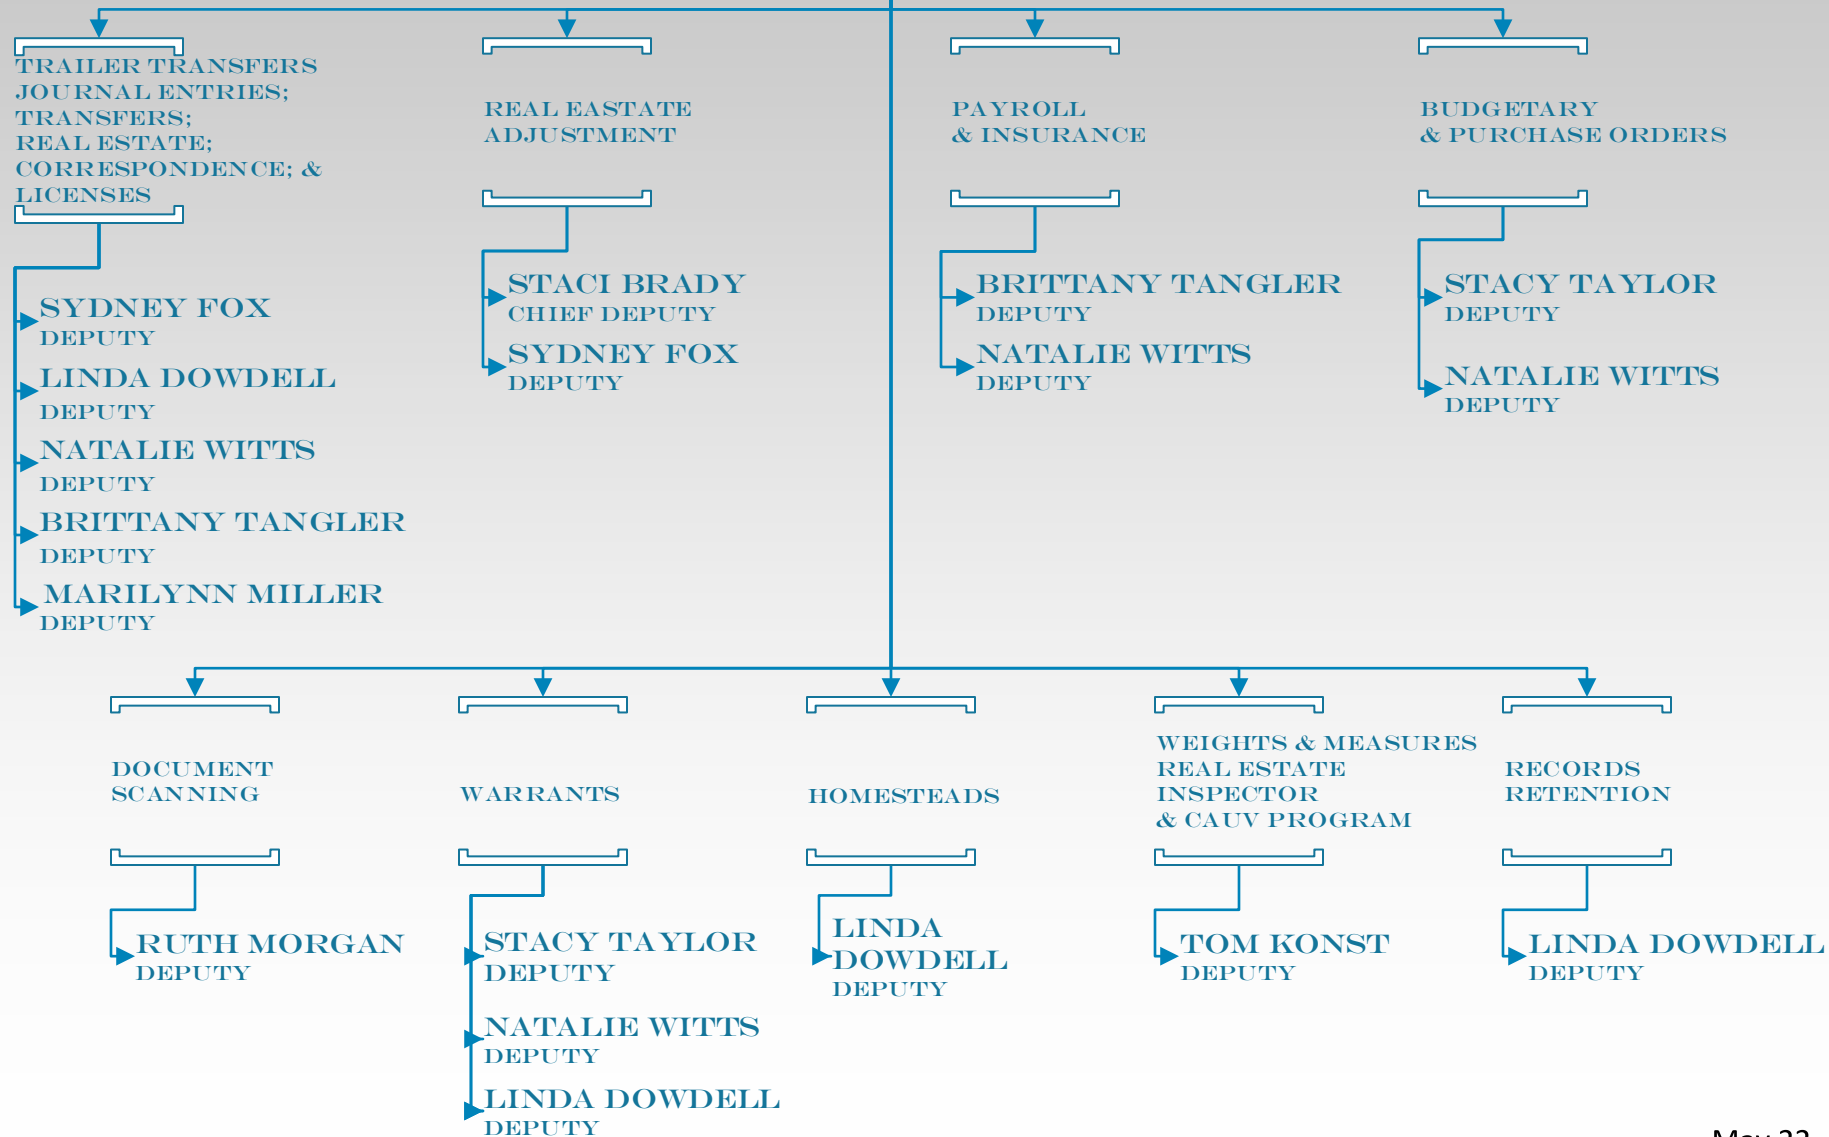 TRAILER TRANSFERS
JOURNAL ENTRIES;
TRANSFERS;
REAL ESTATE;
CORRESPONDENCE; &
LICENSES
SYDNEY FOX
DEPUTY
LINDA DOWDELL
DEPUTY
NATALIE WITTS
DEPUTY
BRITTANY TANGLER
DEPUTY
MARILYNN MILLER
DEPUTY
REAL EASTATE
ADJUSTMENT
STACI BRADY
CHIEF DEPUTY
SYDNEY FOX
DEPUTY
PAYROLL
& INSURANCE
BRITTANY TANGLER
DEPUTY
NATALIE WITTS
DEPUTY
BUDGETARY
& PURCHASE ORDERS
STACY TAYLOR
DEPUTY
NATALIE WITTS
DEPUTY
DOCUMENT
SCANNING
RUTH MORGAN
DEPUTY
WARRANTS
STACY TAYLOR
DEPUTY
NATALIE WITTS
DEPUTY
LINDA DOWDELL
DEPUTY
HOMESTEADS
LINDA
DOWDELL
DEPUTY
WEIGHTS & MEASURES
REAL ESTATE
INSPECTOR
& CAUV PROGRAM
TOM KONST
DEPUTY
RECORDS
RETENTION
LINDA DOWDELL
DEPUTY